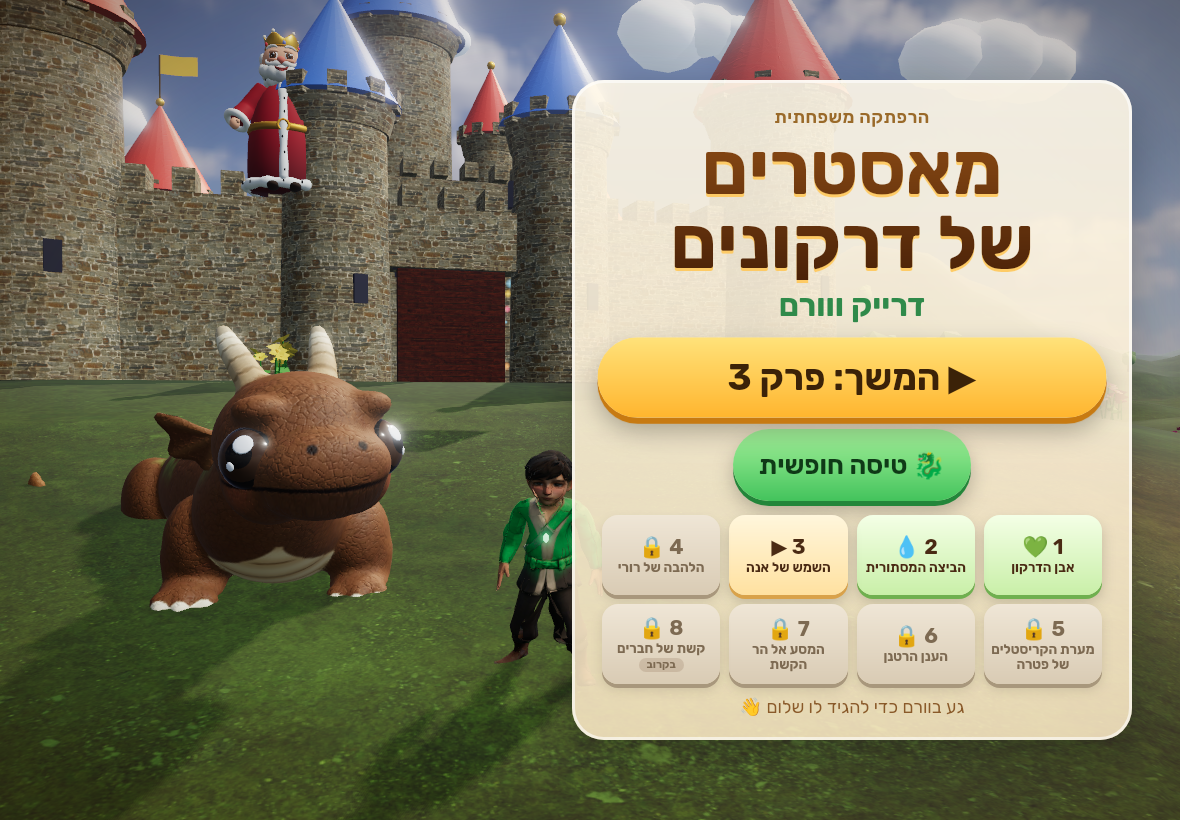 הרפתקה משפחתית
מאסטרים
של דרקונים
דרייק וווורם
▶ המשך: פרק 3
🐉 טיסה חופשית
1 💚
אבן הדרקון
2 💧
הביצה המסתורית
3 ▶
השמש של אנה
4 🔒
הלהבה של רורי
5 🔒
מערת הקריסטלים
של פטרה
6 🔒
הענן הרטנן
7 🔒
המסע אל הר
הקשת
8 🔒
קשת של חברים
בקרוב
גע בוורם כדי להגיד לו שלום 👋